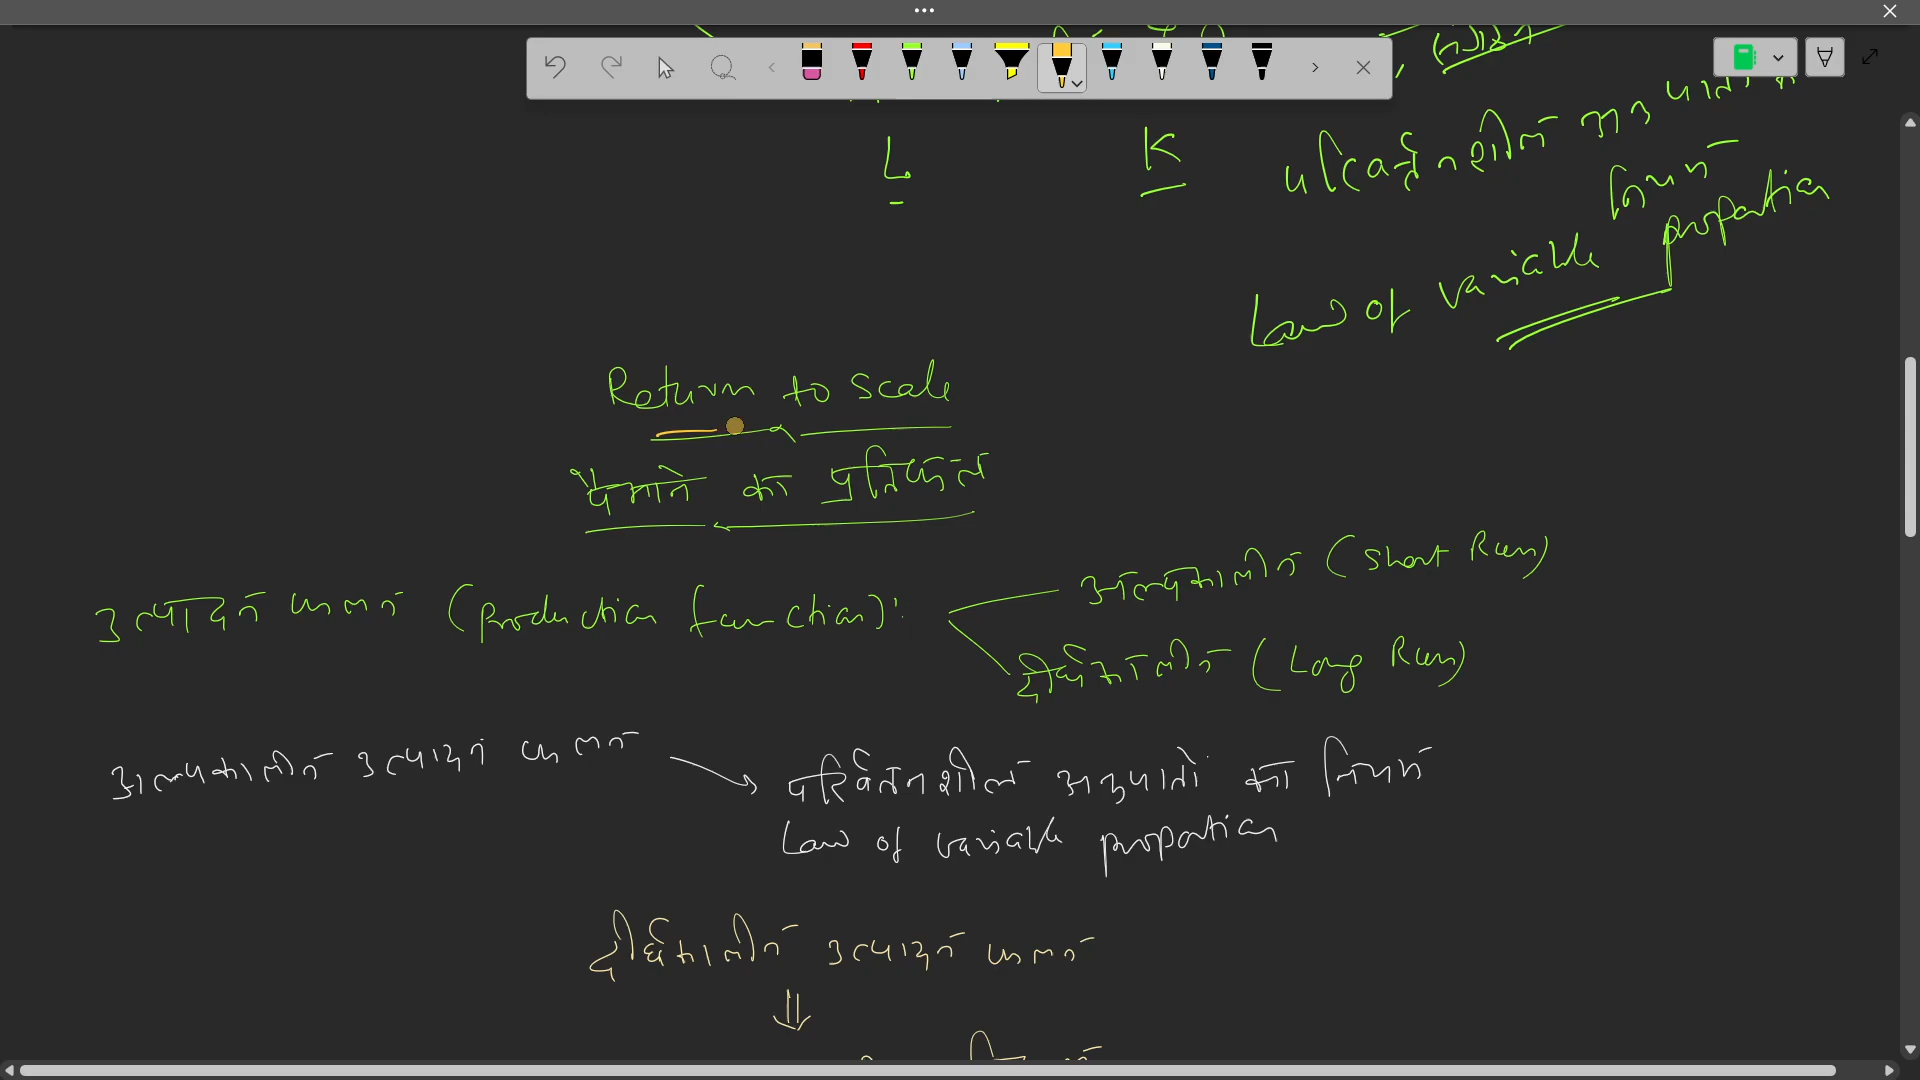 L K
परिवर्तनशील अनुपातों
नियम
Law of variable proportion
Return to scale
पैमाने का प्रतिफल
उत्पादन फलन (production function):
अल्पकालीन (Short Run)
दीर्घकालीन (Long Run)
अल्पकालीन उत्पादन फलन
परिवर्तनशील अनुपातों का नियम
Law of variable proportion
दीर्घकालीन उत्पादन फलन